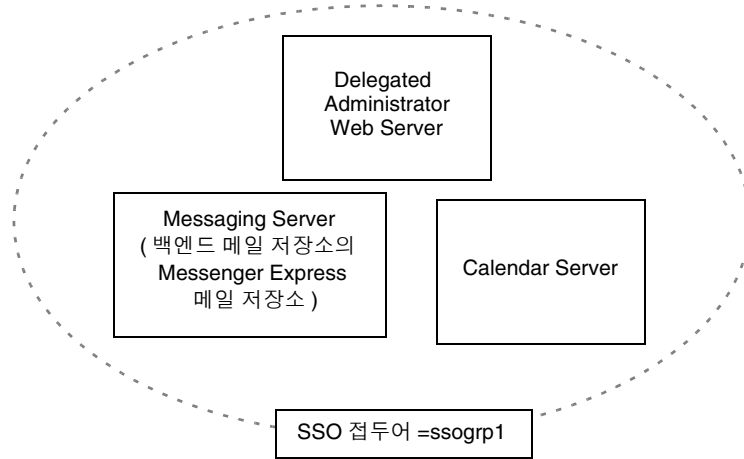 Delegated
Administrator
Web Server
Messaging Server
( 백엔드 메일 저장소의
Messenger Express
메일 저장소 )
Calendar Server
SSO 접두어 =ssogrp1